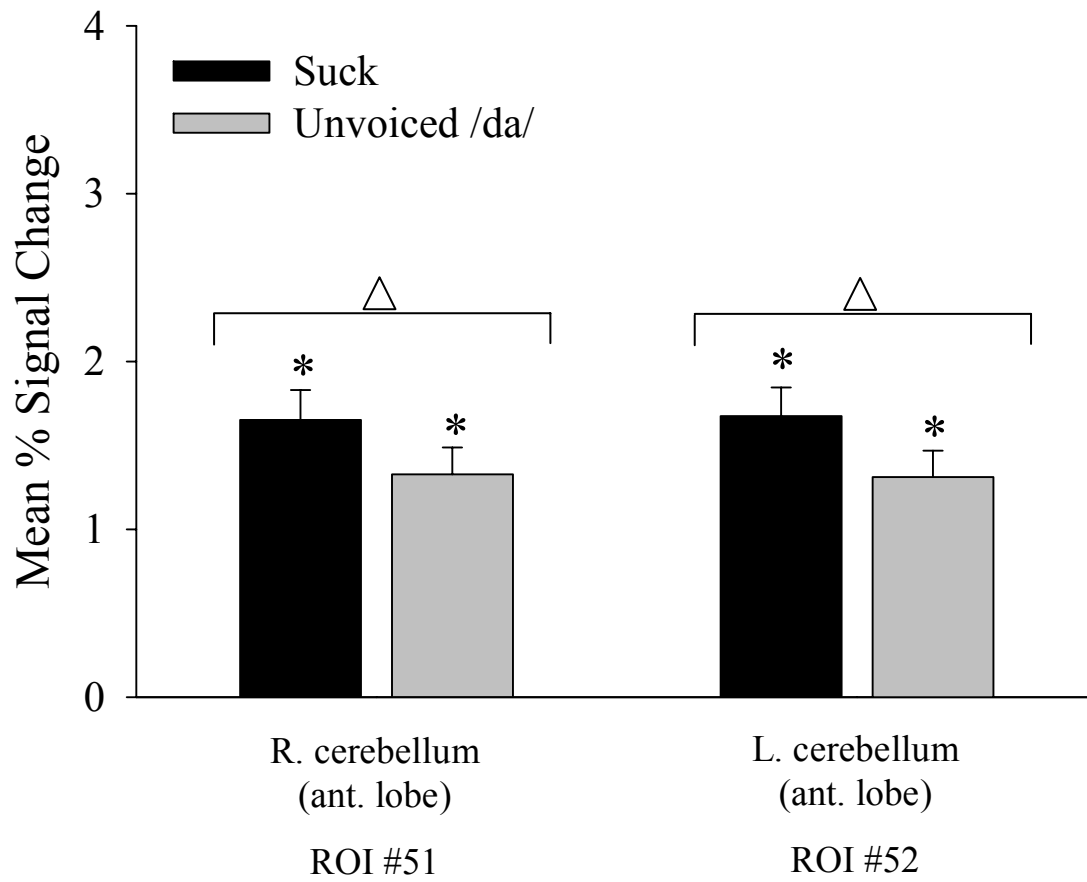 Mean % Signal Change
4
3
2
1
0
Suck
Unvoiced /da/
△
△
*
*
*
*
R. cerebellum
(ant. lobe)
ROI #51
L. cerebellum
(ant. lobe)
ROI #52